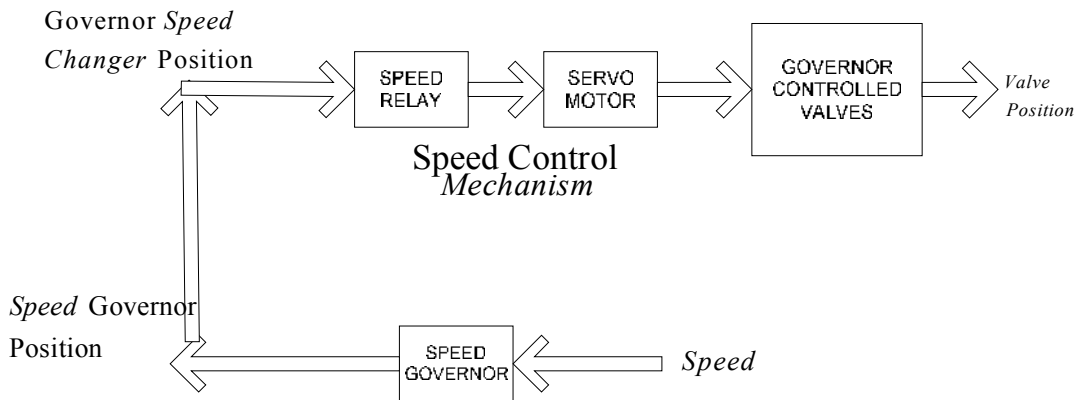 Governor Speed
Changer Position
SPEED
RELAY
SERVO
MOTOR
GOVERNOR
CONTROLLED
VALVES
Valve
Position
Speed Control
Mechanism
Speed Governor
Position
SPEED
GOVERNOR
Speed